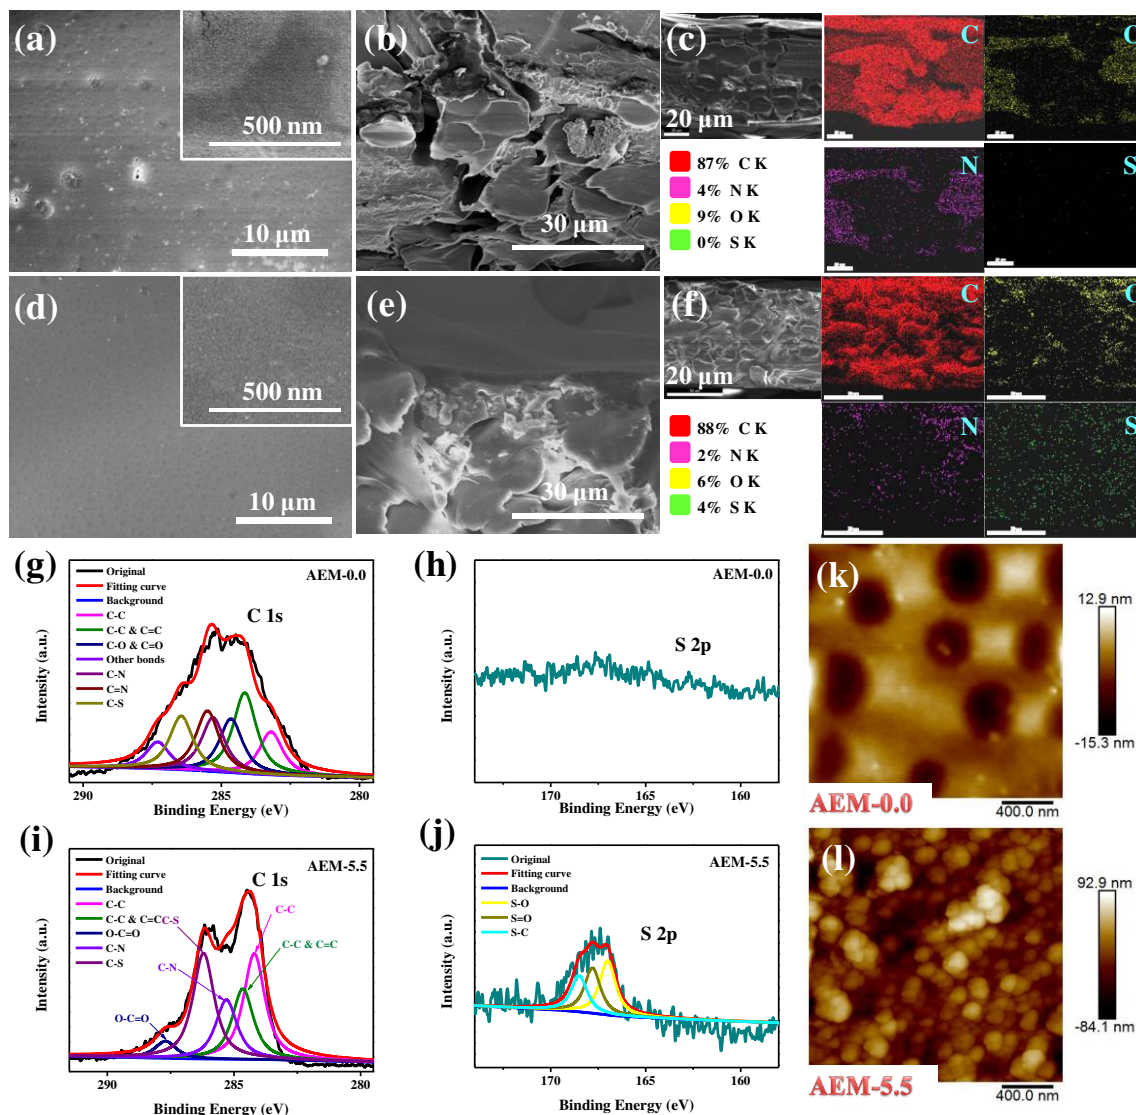 (a)
500 nm
10 µm
(b)
30 µm
(c)
20 µm
87% C K
4% N K
9% O K
0% S K
C
O
N
S
(d)
500 nm
10 µm
(e)
30 µm
(f)
20 µm
88% C K
2% N K
6% O K
4% S K
C
O
N
S
(g)
AEM-0.0
Original
Fitting curve
Background
C-C
C-C & C=C
C-O & C=O
Other bonds
C-N
C=N
C-S
C 1s
Intensity (a.u.)
290
285
280
Binding Energy (eV)
(h)
AEM-0.0
S 2p
Intensity (a.u.)
170
165
160
Binding Energy (eV)
(k)
12.9 nm
-15.3 nm
AEM-0.0
400.0 nm
(i)
AEM-5.5
Original
Fitting curve
Background
C-C
C-C & C=C
O-C=O
C-N
C-S
C 1s
C-S
C-C
C-N
C-C & C=C
O-C=O
Intensity (a.u.)
290
285
280
Binding Energy (eV)
(j)
AEM-5.5
Original
Fitting curve
Background
S-O
S=O
S-C
S 2p
Intensity (a.u.)
170
165
160
Binding Energy (eV)
(l)
92.9 nm
-84.1 nm
AEM-5.5
400.0 nm